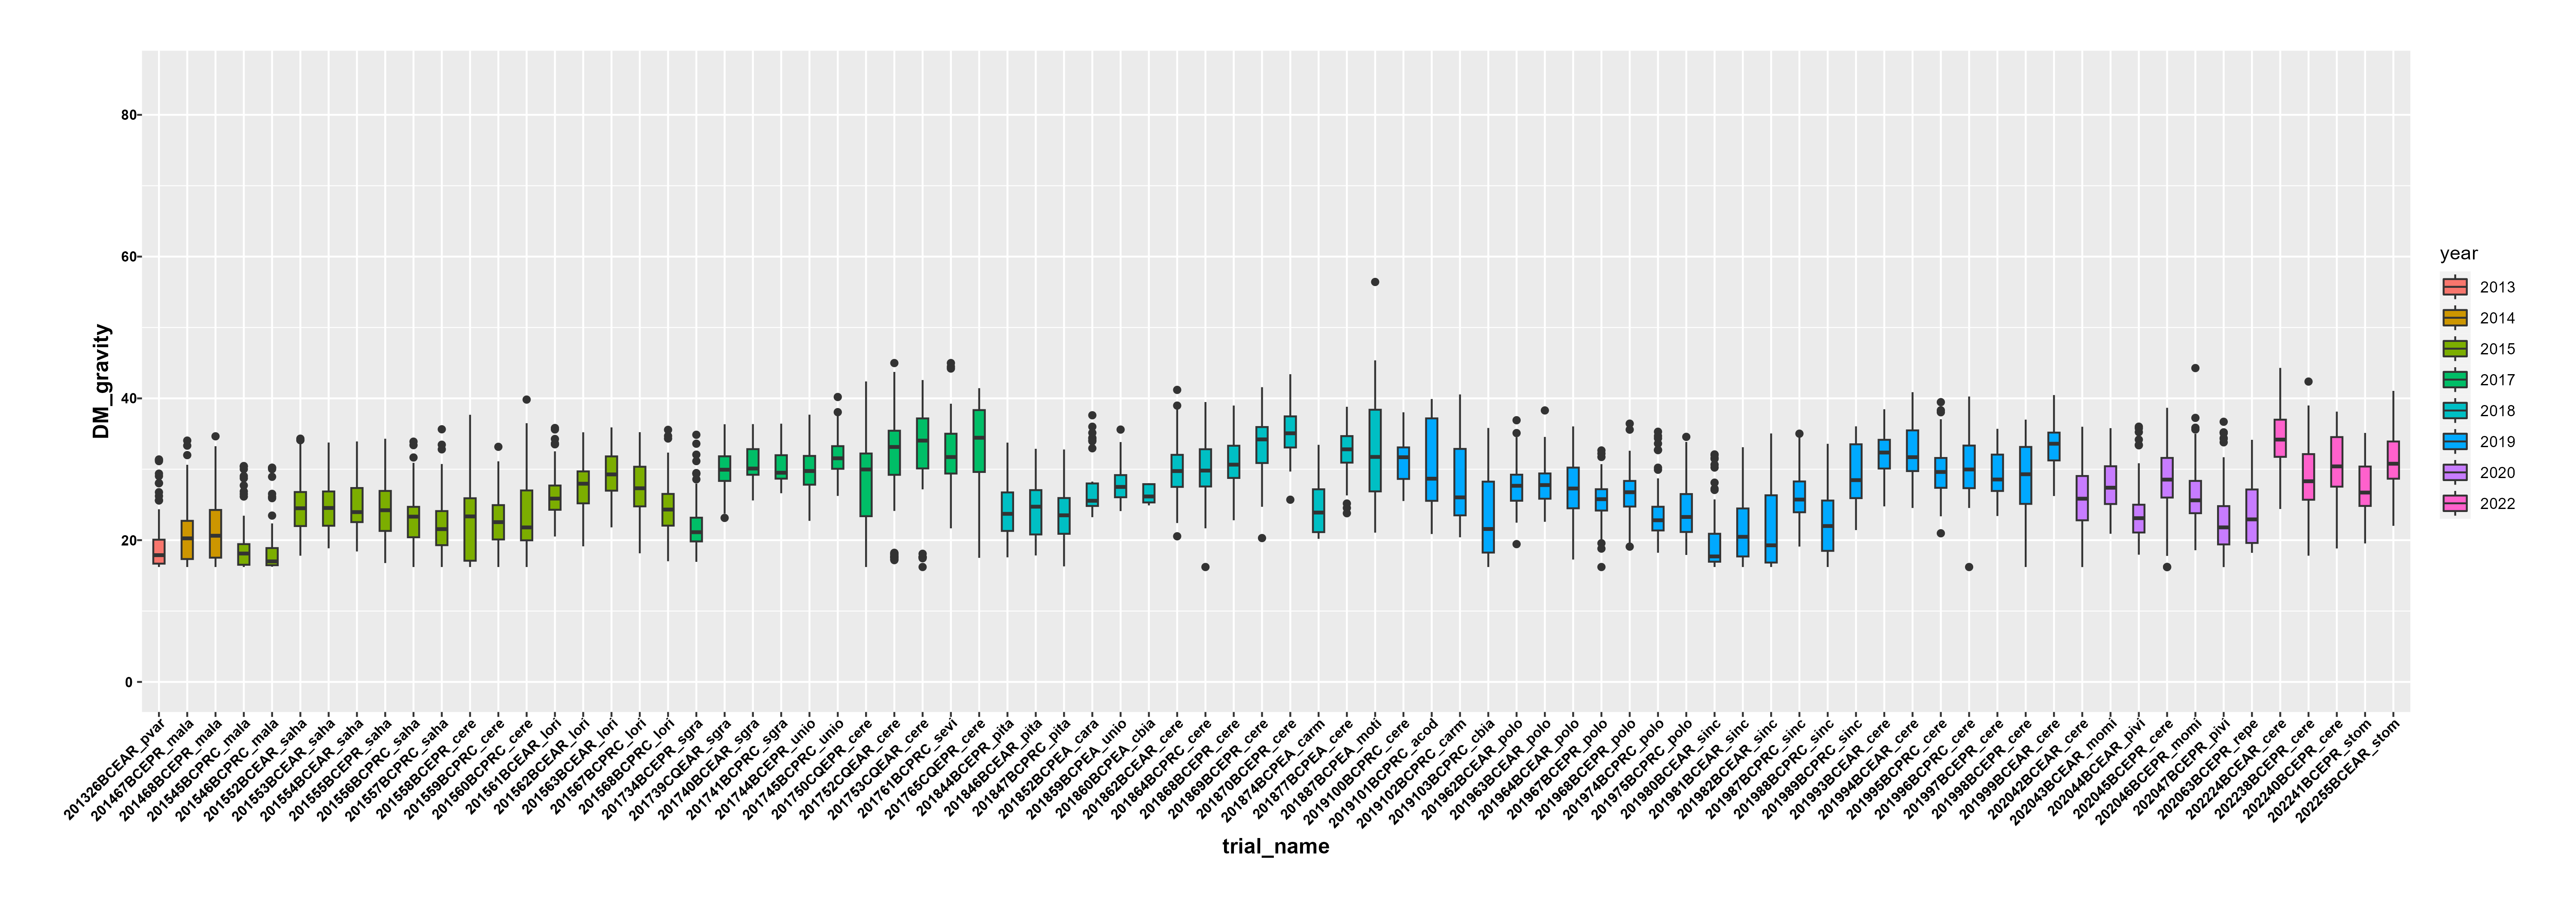 DM_gravity
80
60
40
20
0
201326BCEAR_pvar
201467BCEPR_mala
201468BCEPR_mala
201545BCPRC_mala
201546BCPRC_mala
201552BCEAR_saha
201553BCEAR_saha
201554BCEAR_saha
201555BCEPR_saha
201556BCPRC_saha
201557BCPRC_saha
201558BCEPR_cere
201559BCPRC_cere
201560BCPRC_cere
201561BCEAR_lori
201562BCEAR_lori
201563BCEAR_lori
201567BCPRC_lori
201568BCPRC_lori
201734BCEPR_sgra
201739CQEAR_sgra
201740BCEAR_sgra
201741BCPRC_sgra
201744BCEPR_unio
201745BCPRC_unio
201750CQEPR_cere
201752CQEAR_cere
201753CQEAR_cere
201761BCPRC_sevi
201765CQEPR_cere
201844BCEPR_pita
201846BCEAR_pita
201847BCPRC_pita
201852BCPEA_cara
201859BCPEA_unio
201860BCPEA_cbia
201862BCEAR_cere
201864BCPRC_cere
201868BCEPR_cere
201869BCEPR_cere
201870BCEPR_cere
201874BCPEA_carm
201877BCPEA_cere
201887BCPEA_moti
2019100BCPRC_cere
2019101BCPRC_acod
2019102BCPRC_carm
2019103BCPRC_cbia
201962BCEAR_polo
201963BCEAR_polo
201964BCEAR_polo
201967BCEPR_polo
201968BCEPR_polo
201974BCPRC_polo
201975BCPRC_polo
201980BCEAR_sinc
201981BCEAR_sinc
201982BCEAR_sinc
201987BCPRC_sinc
201988BCPRC_sinc
201989BCPRC_sinc
201993BCEAR_cere
201994BCEAR_cere
201995BCPRC_cere
201996BCPRC_cere
201997BCEPR_cere
201998BCEPR_cere
201999BCEAR_cere
202042BCEAR_cere
202043BCEAR_momi
202044BCEAR_pivi
202045BCEPR_cere
202046BCEPR_momi
202047BCEPR_pivi
202063BCEPR_repe
202224BCEAR_cere
202238BCEPR_cere
202240BCEPR_cere
202241BCEPR_stom
202255BCEAR_stom
trial_name
year
2013
2014
2015
2017
2018
2019
2020
2022